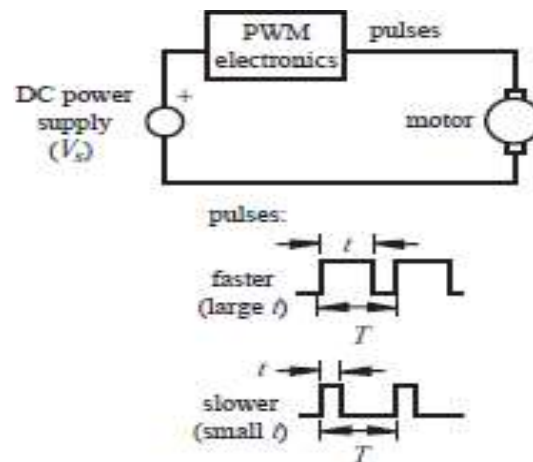 PWM
electronics
pulses
DC power
supply
(Vs)
+
motor
pulses:
t
faster
(large t)
T
t
slower
(small t)
T